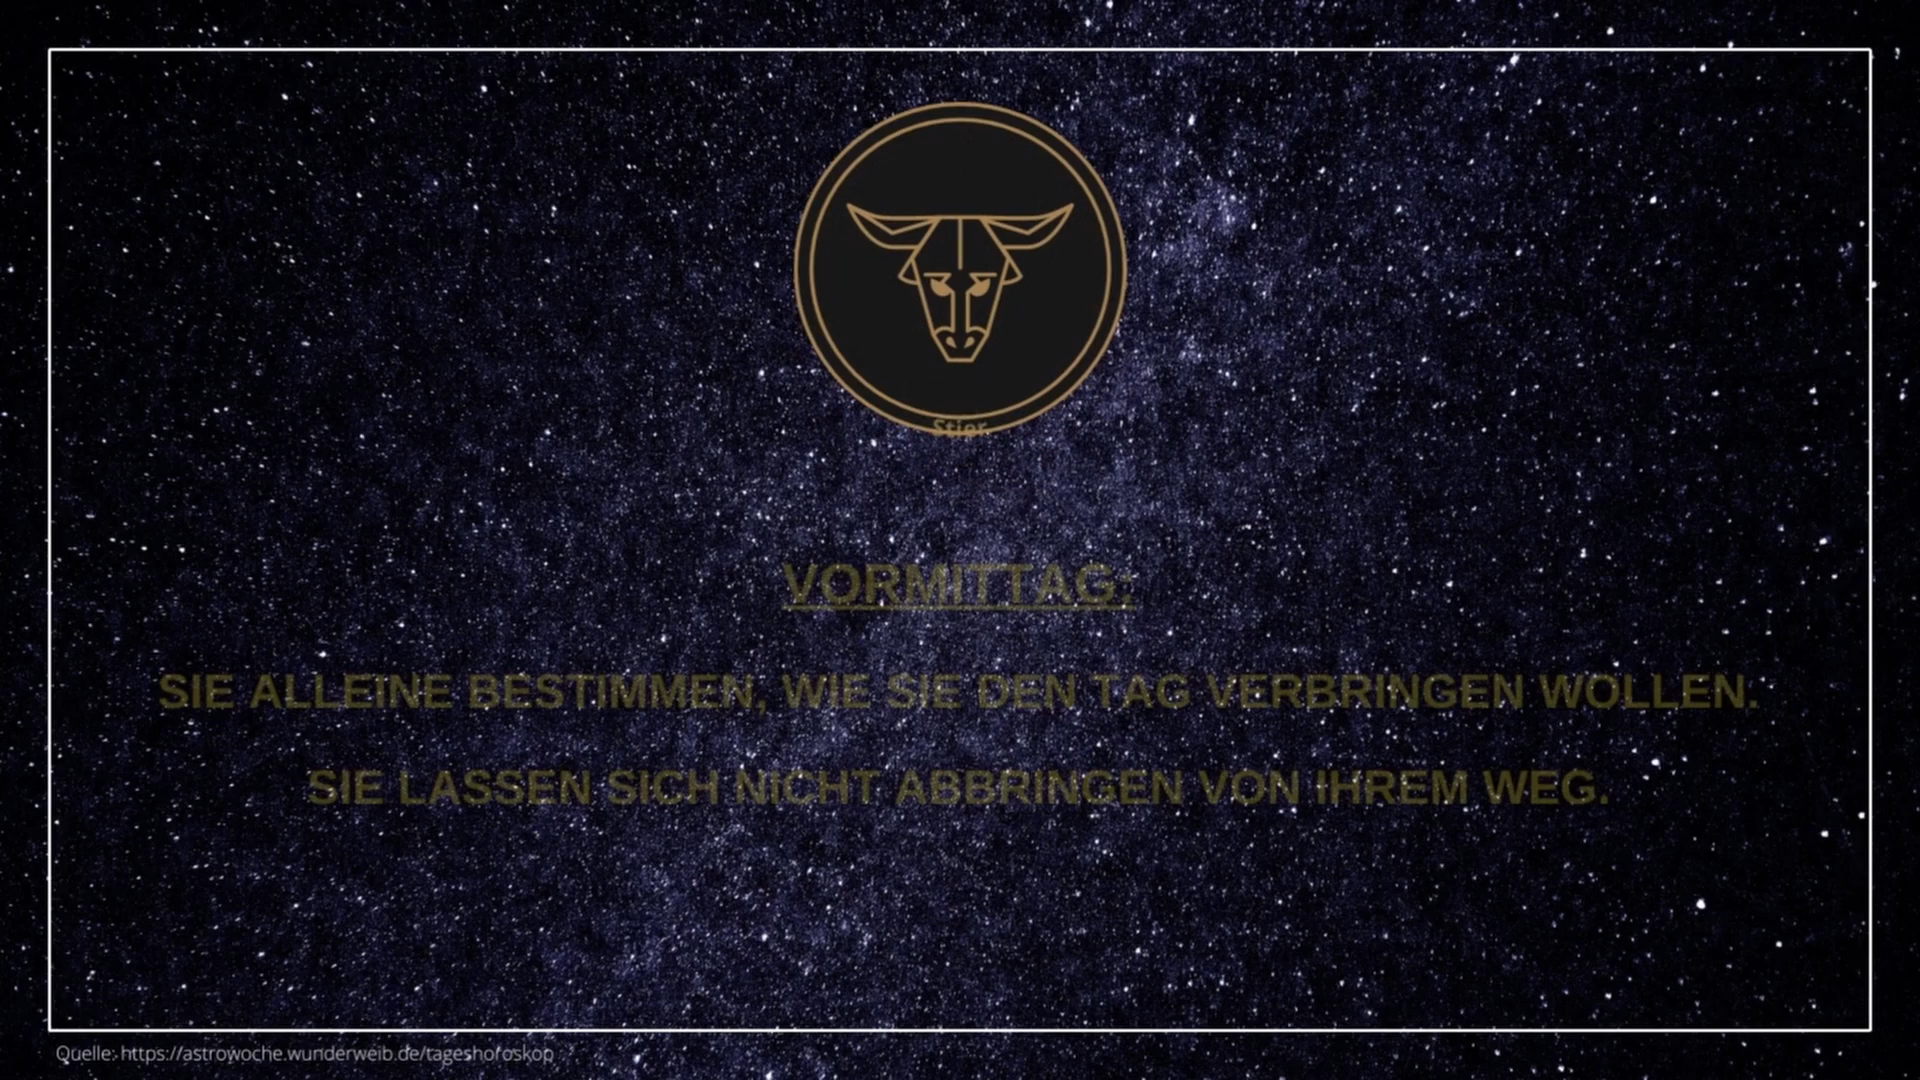 Stier
VORMITTAG:
SIE ALLEINE BESTIMMEN, WIE SIE DEN TAG VERBRINGEN WOLLEN.
SIE LASSEN SICH NICHT ABBRINGEN VON IHREM WEG.
Quelle: https://astrowoche.wunderweib.de/tageshoroskop